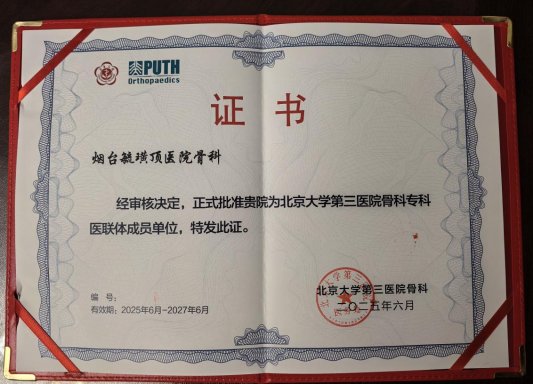 PUTH
Orthopaedics
证书
烟台毓璜顶医院骨科
经审核决定，正式批准贵院为北京大学第三医院骨科专科
医联体成员单位，特发此证。
北京大学第三医院骨科
二〇二五年六月
编 号：
有效期：2025年6月-2027年6月